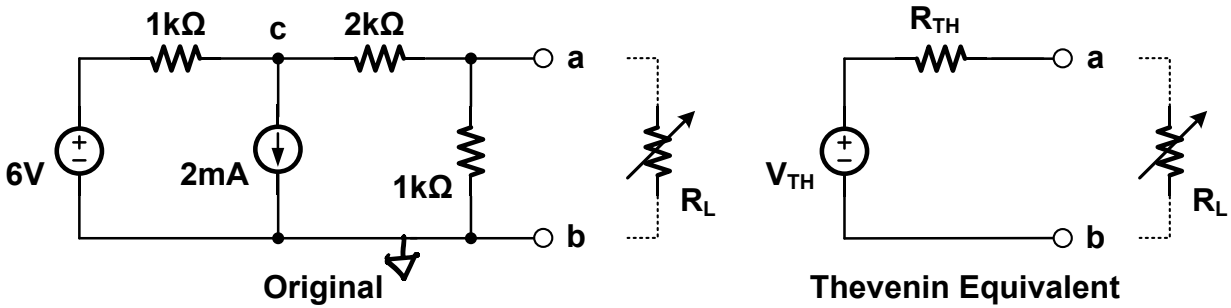 1kΩ
c
2kΩ
a
6V
+
–
2mA
1kΩ
R_L
b
Original
R_TH
a
+
–
V_TH
R_L
b
Thevenin Equivalent